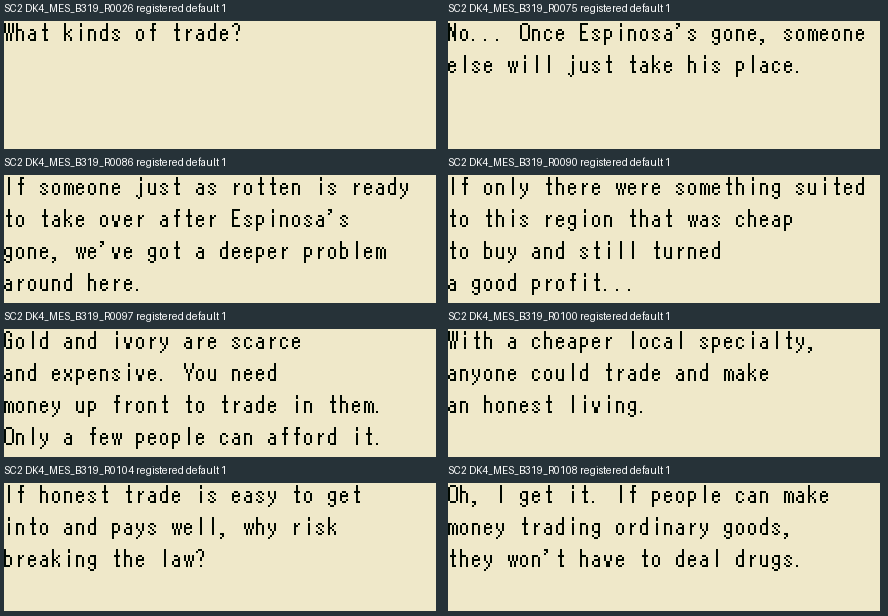 SC2 DK4_MES_B319_R0026 registered default 1
What kinds of trade?
SC2 DK4_MES_B319_R0075 registered default 1
No... Once Espinosa's gone, someone
else will just take his place.
SC2 DK4_MES_B319_R0086 registered default 1
If someone just as rotten is ready
to take over after Espinosa's
gone, we've got a deeper problem
around here.
SC2 DK4_MES_B319_R0090 registered default 1
If only there were something suited
to this region that was cheap
to buy and still turned
a good profit...
SC2 DK4_MES_B319_R0097 registered default 1
Gold and ivory are scarce
and expensive. You need
money up front to trade in them.
Only a few people can afford it.
SC2 DK4_MES_B319_R0100 registered default 1
With a cheaper local specialty,
anyone could trade and make
an honest living.
SC2 DK4_MES_B319_R0104 registered default 1
If honest trade is easy to get
into and pays well, why risk
breaking the law?
SC2 DK4_MES_B319_R0108 registered default 1
Oh, I get it. If people can make
money trading ordinary goods,
they won't have to deal drugs.